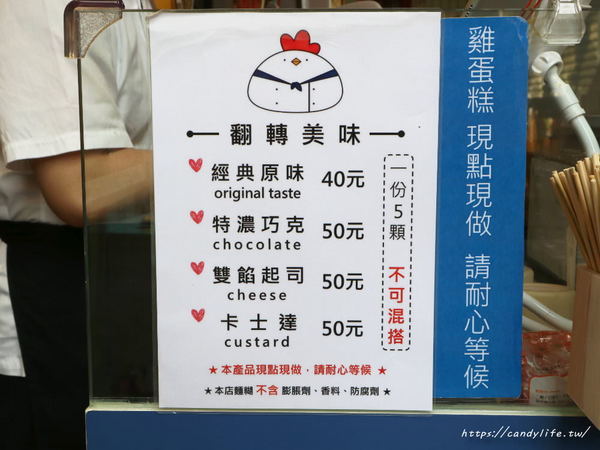 翻轉美味
經典原味 40元
original taste
特濃巧克 50元
chocolate
雙餡起司 50元
cheese
卡士達 50元
custard
一份5顆 不可混搭
★本產品現點現做,請耐心等候★
★本店麵糊不含膨脹劑、香料、防腐劑★
雞蛋糕 現點現做 請耐心等候
https://candylife.tw/